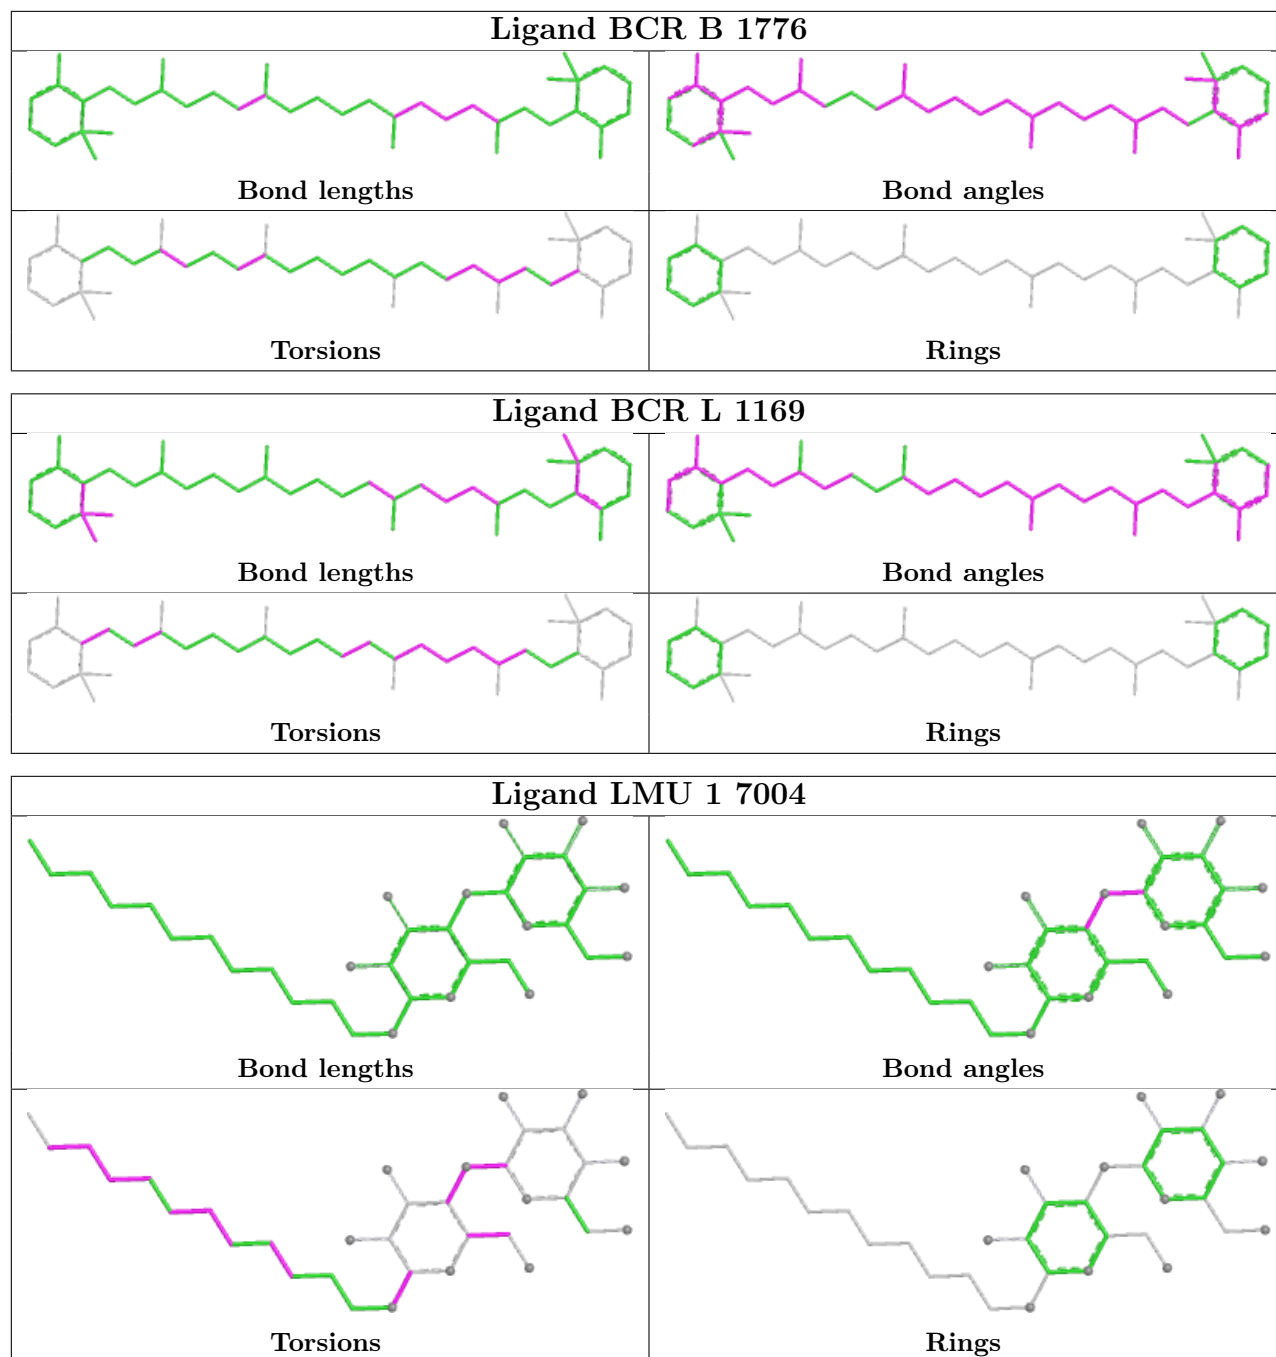 Ligand BCR B 1776
Bond lengths
Bond angles
Torsions
Rings
Ligand BCR L 1169
Bond lengths
Bond angles
Torsions
Rings
Ligand LMU 1 7004
Bond lengths
Bond angles
Torsions
Rings